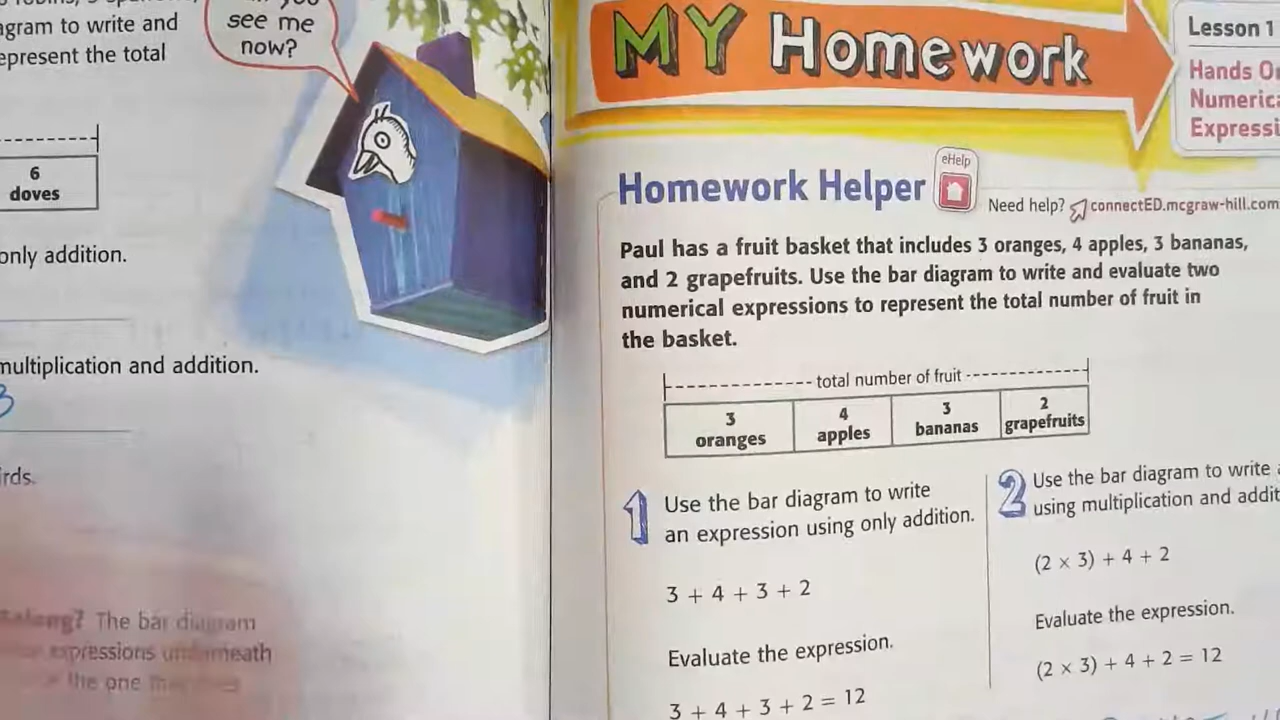 agram to write and
epresent the total
see me
now?
6
doves
only addition.
multiplication and addition.
3
irds.
The bar diagram
expressions underneath
the one
MY Homework
Lesson 1
Hands O
Numerica
Expressi
Homework Helper
eHelp
Need help? connectED.mcgraw-hill.com
Paul has a fruit basket that includes 3 oranges, 4 apples, 3 bananas,
and 2 grapefruits. Use the bar diagram to write and evaluate two
numerical expressions to represent the total number of fruit in
the basket.
total number of fruit
3 oranges
4 apples
3 bananas
2 grapefruits
1 Use the bar diagram to write
an expression using only addition.
3 + 4 + 3 + 2
Evaluate the expression.
3 + 4 + 3 + 2 = 12
2 Use the bar diagram to write
using multiplication and addit
(2 × 3) + 4 + 2
Evaluate the expression.
(2 × 3) + 4 + 2 = 12